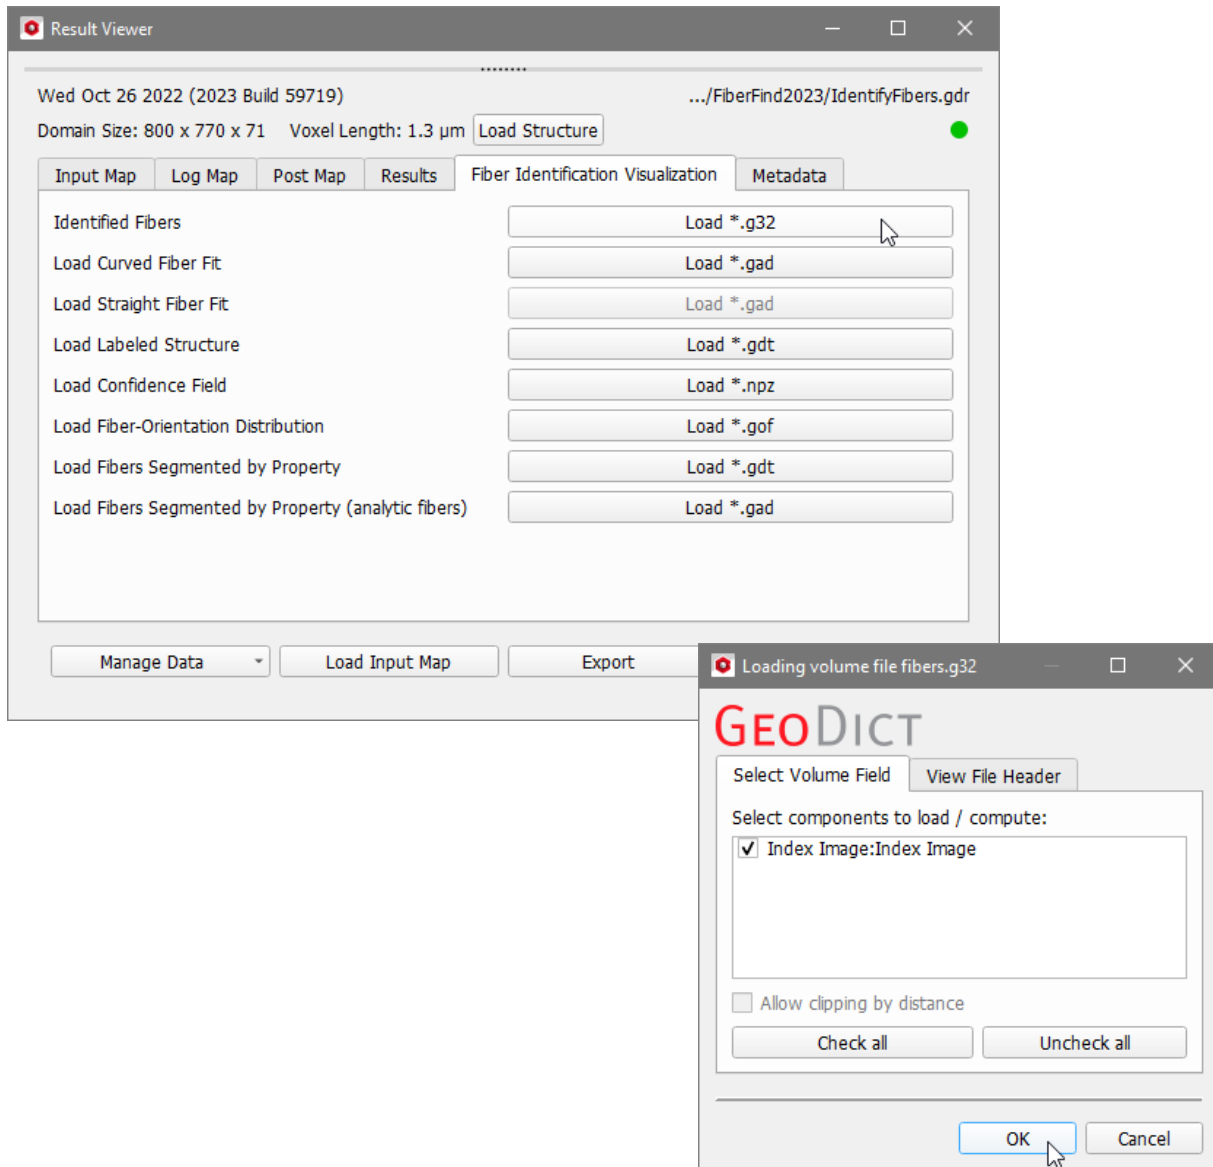 Result Viewer
Wed Oct 26 2022 (2023 Build 59719) .../FiberFind2023/IdentifyFibers.gdr
Domain Size: 800 x 770 x 71 Voxel Length: 1.3 µm Load Structure
Input Map Log Map Post Map Results Fiber Identification Visualization Metadata
Identified Fibers Load *.g32
Load Curved Fiber Fit Load *.gad
Load Straight Fiber Fit Load *.gad
Load Labeled Structure Load *.gdt
Load Confidence Field Load *.npz
Load Fiber-Orientation Distribution Load *.gof
Load Fibers Segmented by Property Load *.gdt
Load Fibers Segmented by Property (analytic fibers) Load *.gad
Manage Data Load Input Map Export
Loading volume file fibers.g32
GEODICT
Select Volume Field View File Header
Select components to load / compute:
Index Image:Index Image
Allow clipping by distance
Check all Uncheck all
OK Cancel